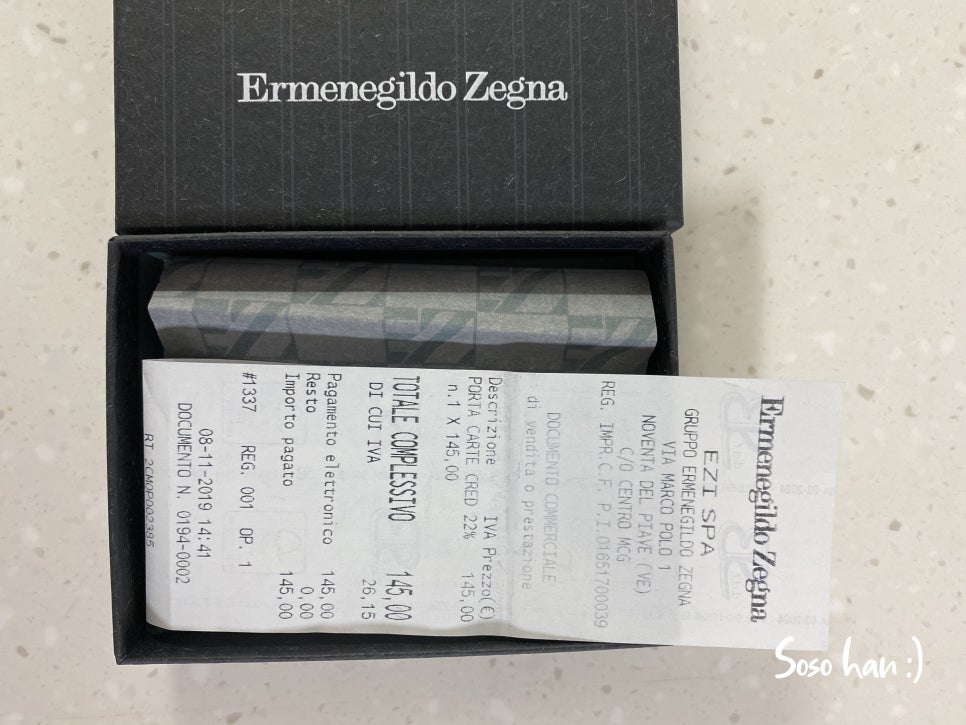 Ermenegildo Zegna
Ermenegildo Zegna
EZI SPA
GRUPPO ERMENEGILDO ZEGNA
VIA MARCO POLO 1
NOVENTA DEL PIAVE (VE)
C/O CENTRO MCG
REG. IMPR.C.F. P.I.01651700039
DOCUMENTO COMMERCIALE
di vendita o prestazione
Descrizione IVA Prezzo(€)
PORTA CARTE CRED 22% 145,00
n.1 X 145,00
TOTALE COMPLESSIVO 145,00
DI CUI IVA 26,15
Pagamento elettronico 145,00
Resto 0,00
Importo pagato 145,00
#1337 REG. 001 OP. 1
08-11-2019 14:41
DOCUMENTO N. 0194-0002
RT 2CMOP002385
Soso han :)